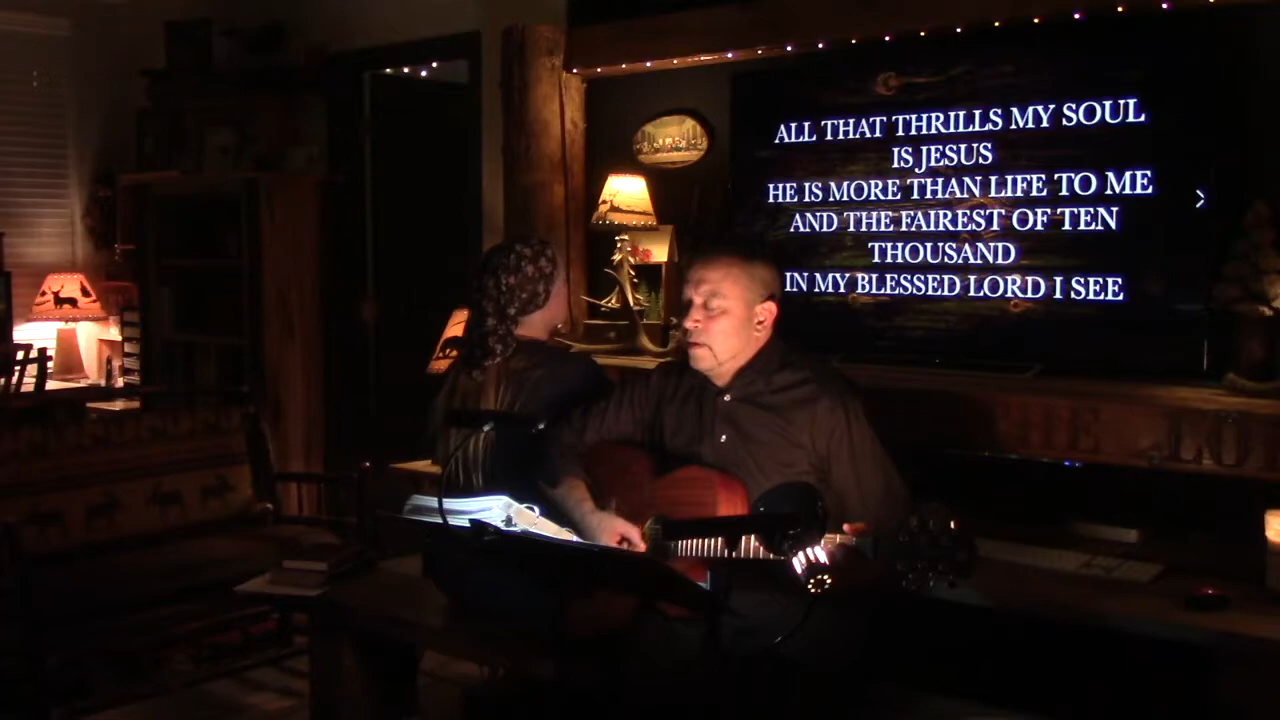 ALL THAT THRILLS MY SOUL
IS JESUS
HE IS MORE THAN LIFE TO ME
AND THE FAIREST OF TEN
THOUSAND
IN MY BLESSED LORD I SEE